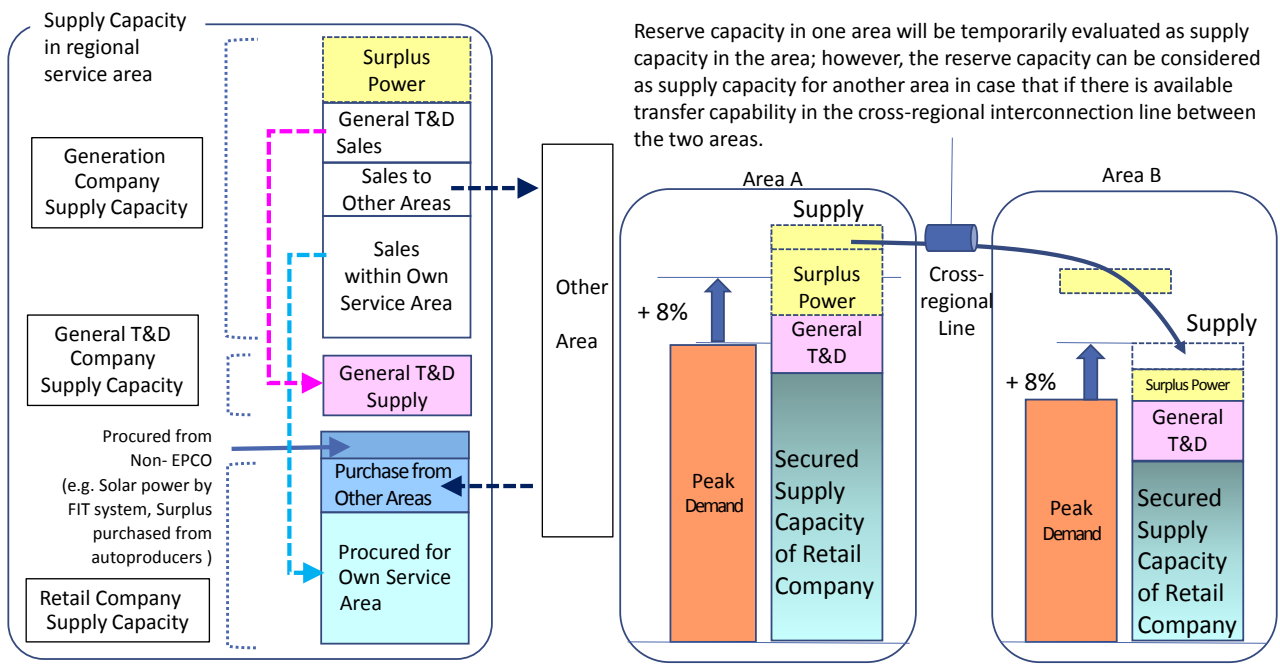 Supply Capacity
in regional
service area
Surplus
Power
General T&D
Sales
Sales to
Other Areas
Sales
within Own
Service Area
Generation
Company
Supply Capacity
General T&D
Company
Supply Capacity
General T&D
Supply
Procured from
Non- EPCO
(e.g. Solar power by
FIT system, Surplus
purchased from
autoproducers )
Purchase from
Other Areas
Procured for
Own Service
Area
Retail Company
Supply Capacity
Other
Area
Reserve capacity in one area will be temporarily evaluated as supply
capacity in the area; however, the reserve capacity can be considered
as supply capacity for another area in case that if there is available
transfer capability in the cross-regional interconnection line between
the two areas.
Area A
Supply
Surplus
Power
+ 8%
General
T&D
Peak
Demand
Secured
Supply
Capacity
of Retail
Company
Cross-
regional
Line
Area B
Supply
+ 8%
Surplus Power
General
T&D
Peak
Demand
Secured
Supply
Capacity
of Retail
Company